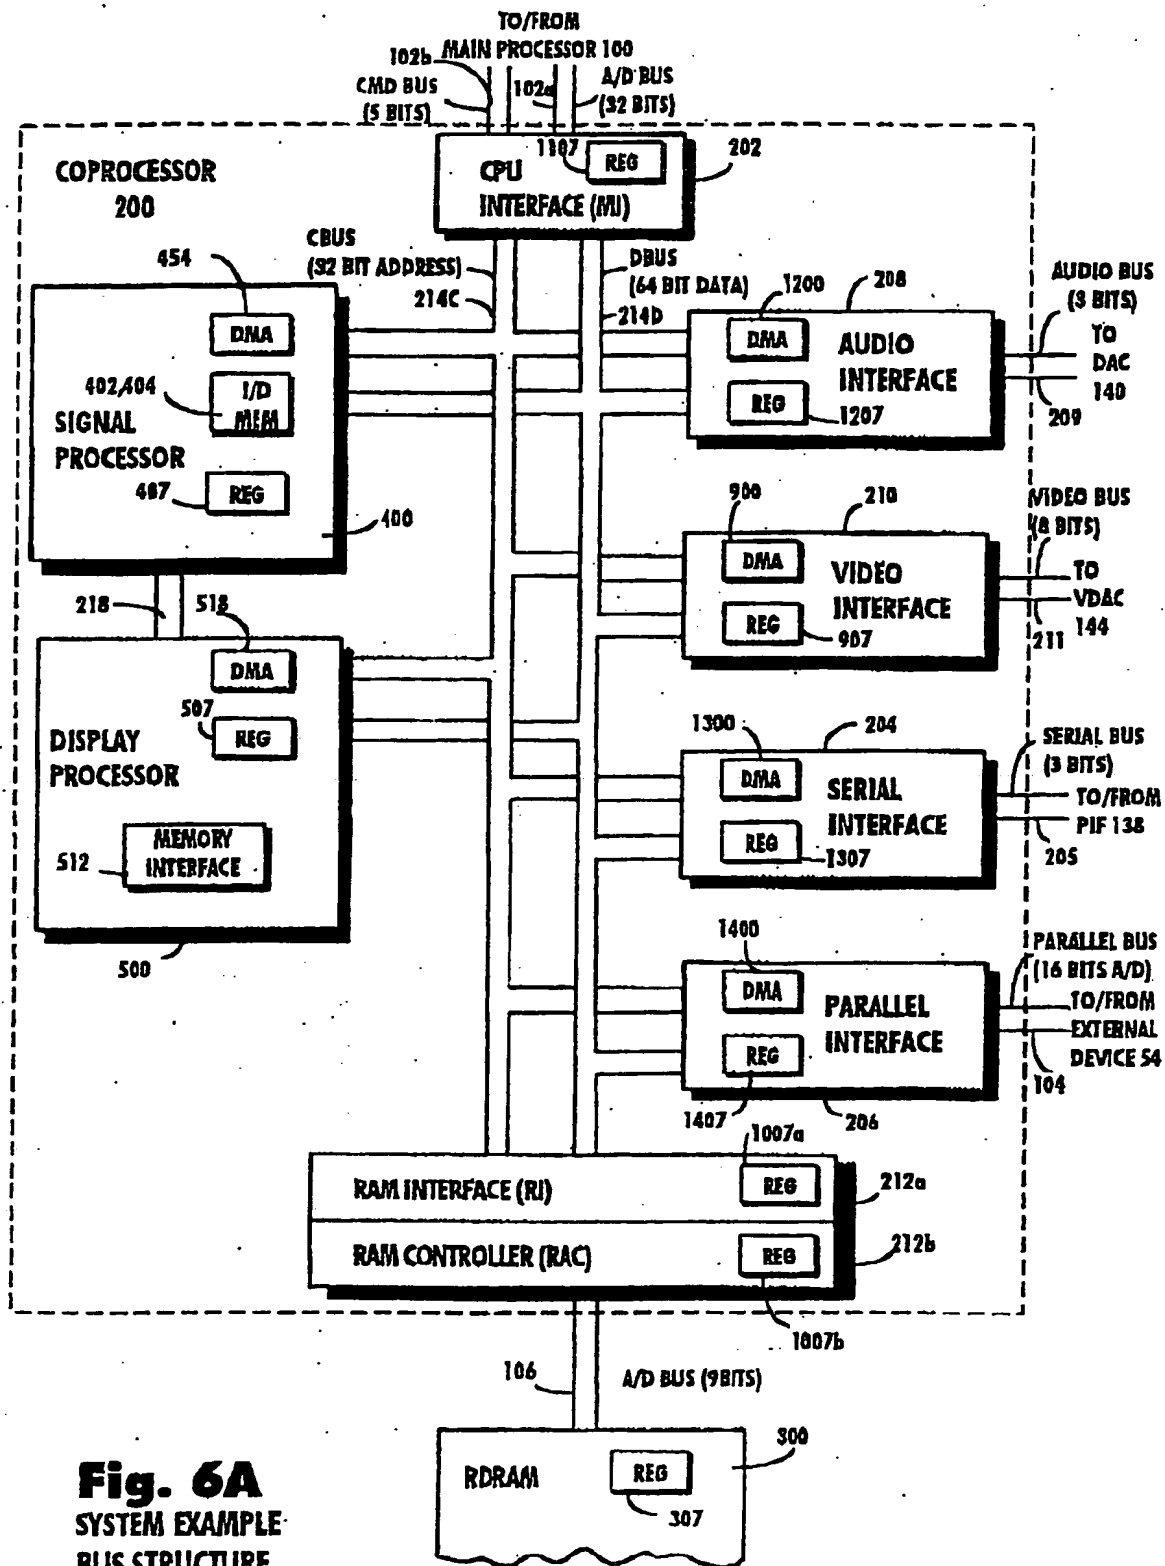 TO/FROM
MAIN PROCESSOR 100
102b
CMD BUS
(5 BITS)
102a
A/D BUS
(32 BITS)
COPROCESSOR
200
1107
REG
CPU
INTERFACE (MI)
202
CBUS
(32 BIT ADDRESS)
214C
DBUS
(64 BIT DATA)
214D
454
DMA
402,404
I/D
MEM
SIGNAL
PROCESSOR
407
REG
400
1200
208
DMA
AUDIO
INTERFACE
REG
1207
AUDIO BUS
(3 BITS)
TO
DAC
140
209
900
210
DMA
VIDEO
INTERFACE
REG
907
VIDEO BUS
(8 BITS)
TO
VDAC
144
211
218
518
DMA
507
REG
DISPLAY
PROCESSOR
MEMORY
INTERFACE
512
500
1300
204
DMA
SERIAL
INTERFACE
REG
1307
SERIAL BUS
(3 BITS)
TO/FROM
PIF 138
205
1400
DMA
PARALLEL
INTERFACE
REG
1407
206
PARALLEL BUS
(16 BITS A/D)
TO/FROM
EXTERNAL
DEVICE 54
104
1007a
RAM INTERFACE (RI)
REG
212a
RAM CONTROLLER (RAC)
REG
212b
1007b
106
A/D BUS (9BITS)
300
RDRAM
REG
307
Fig. 6A
SYSTEM EXAMPLE
BUS STRUCTURE